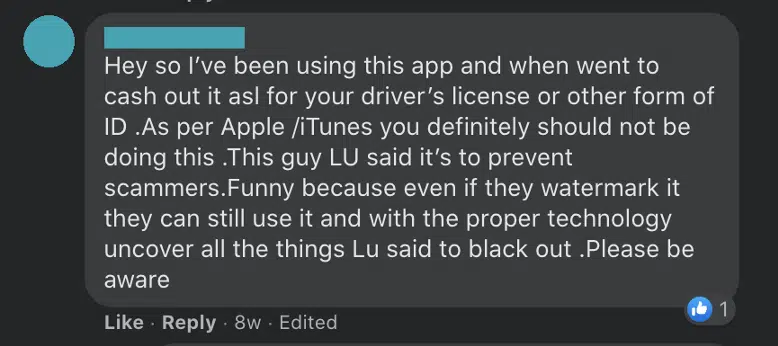 Hey so I've been using this app and when went to
cash out it asl for your driver's license or other form of
ID .As per Apple /iTunes you definitely should not be
doing this .This guy LU said it's to prevent
scammers.Funny because even if they watermark it
they can still use it and with the proper technology
uncover all the things Lu said to black out .Please be
aware
1
Like · Reply · 8w · Edited